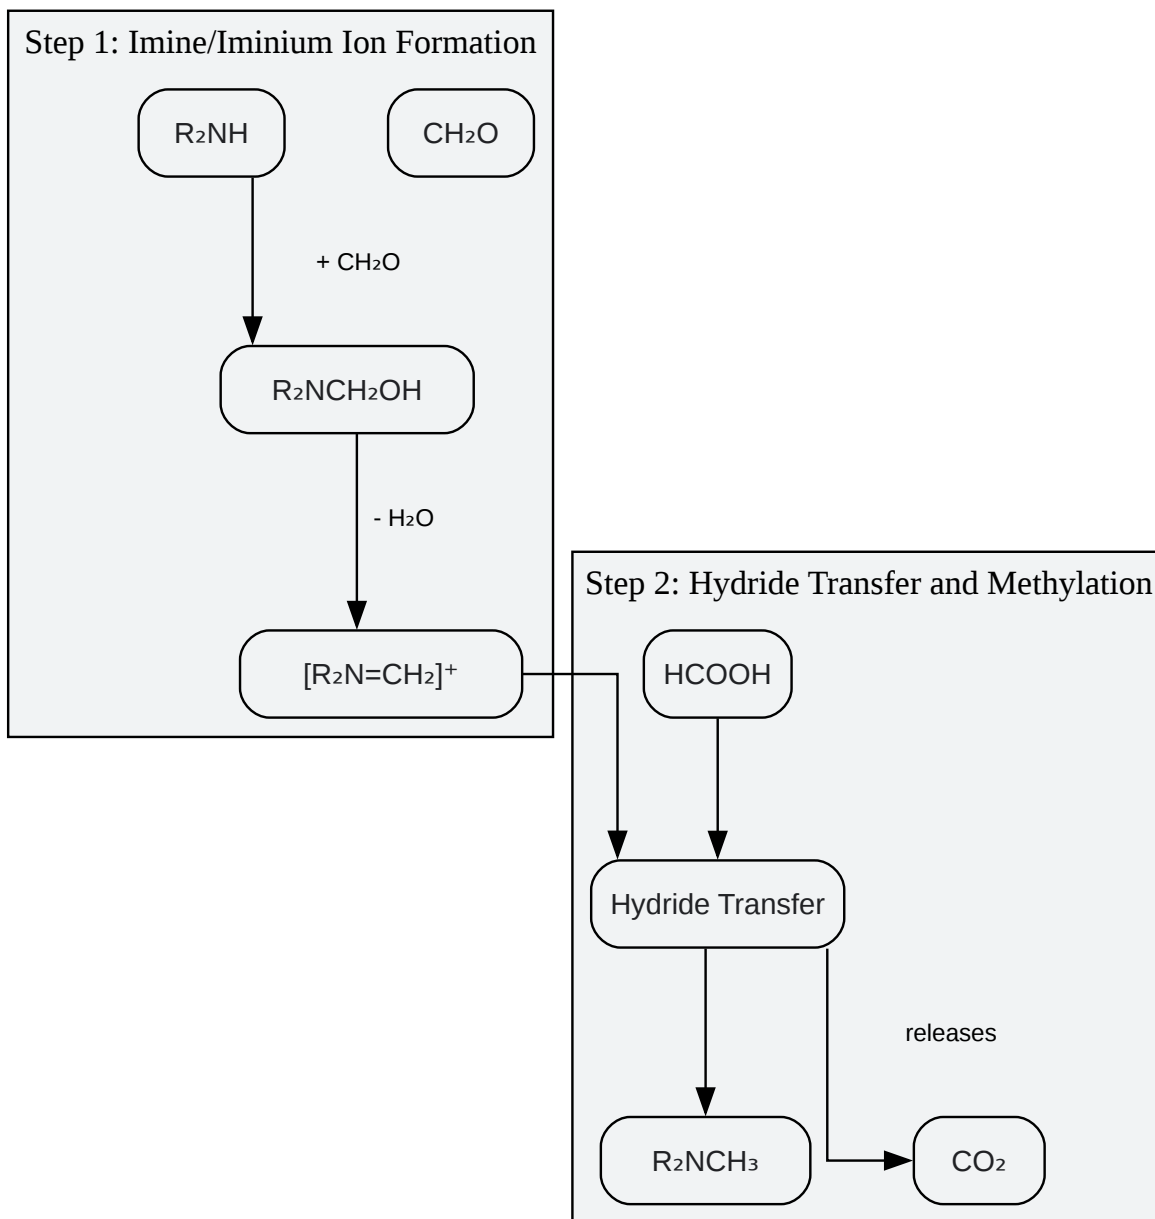 Step 1: Imine/Iminium Ion Formation
R₂NH
CH₂O
+ CH₂O
R₂NCH₂OH
- H₂O
[R₂N=CH₂]⁺
Step 2: Hydride Transfer and Methylation
HCOOH
Hydride Transfer
releases
R₂NCH₃
CO₂